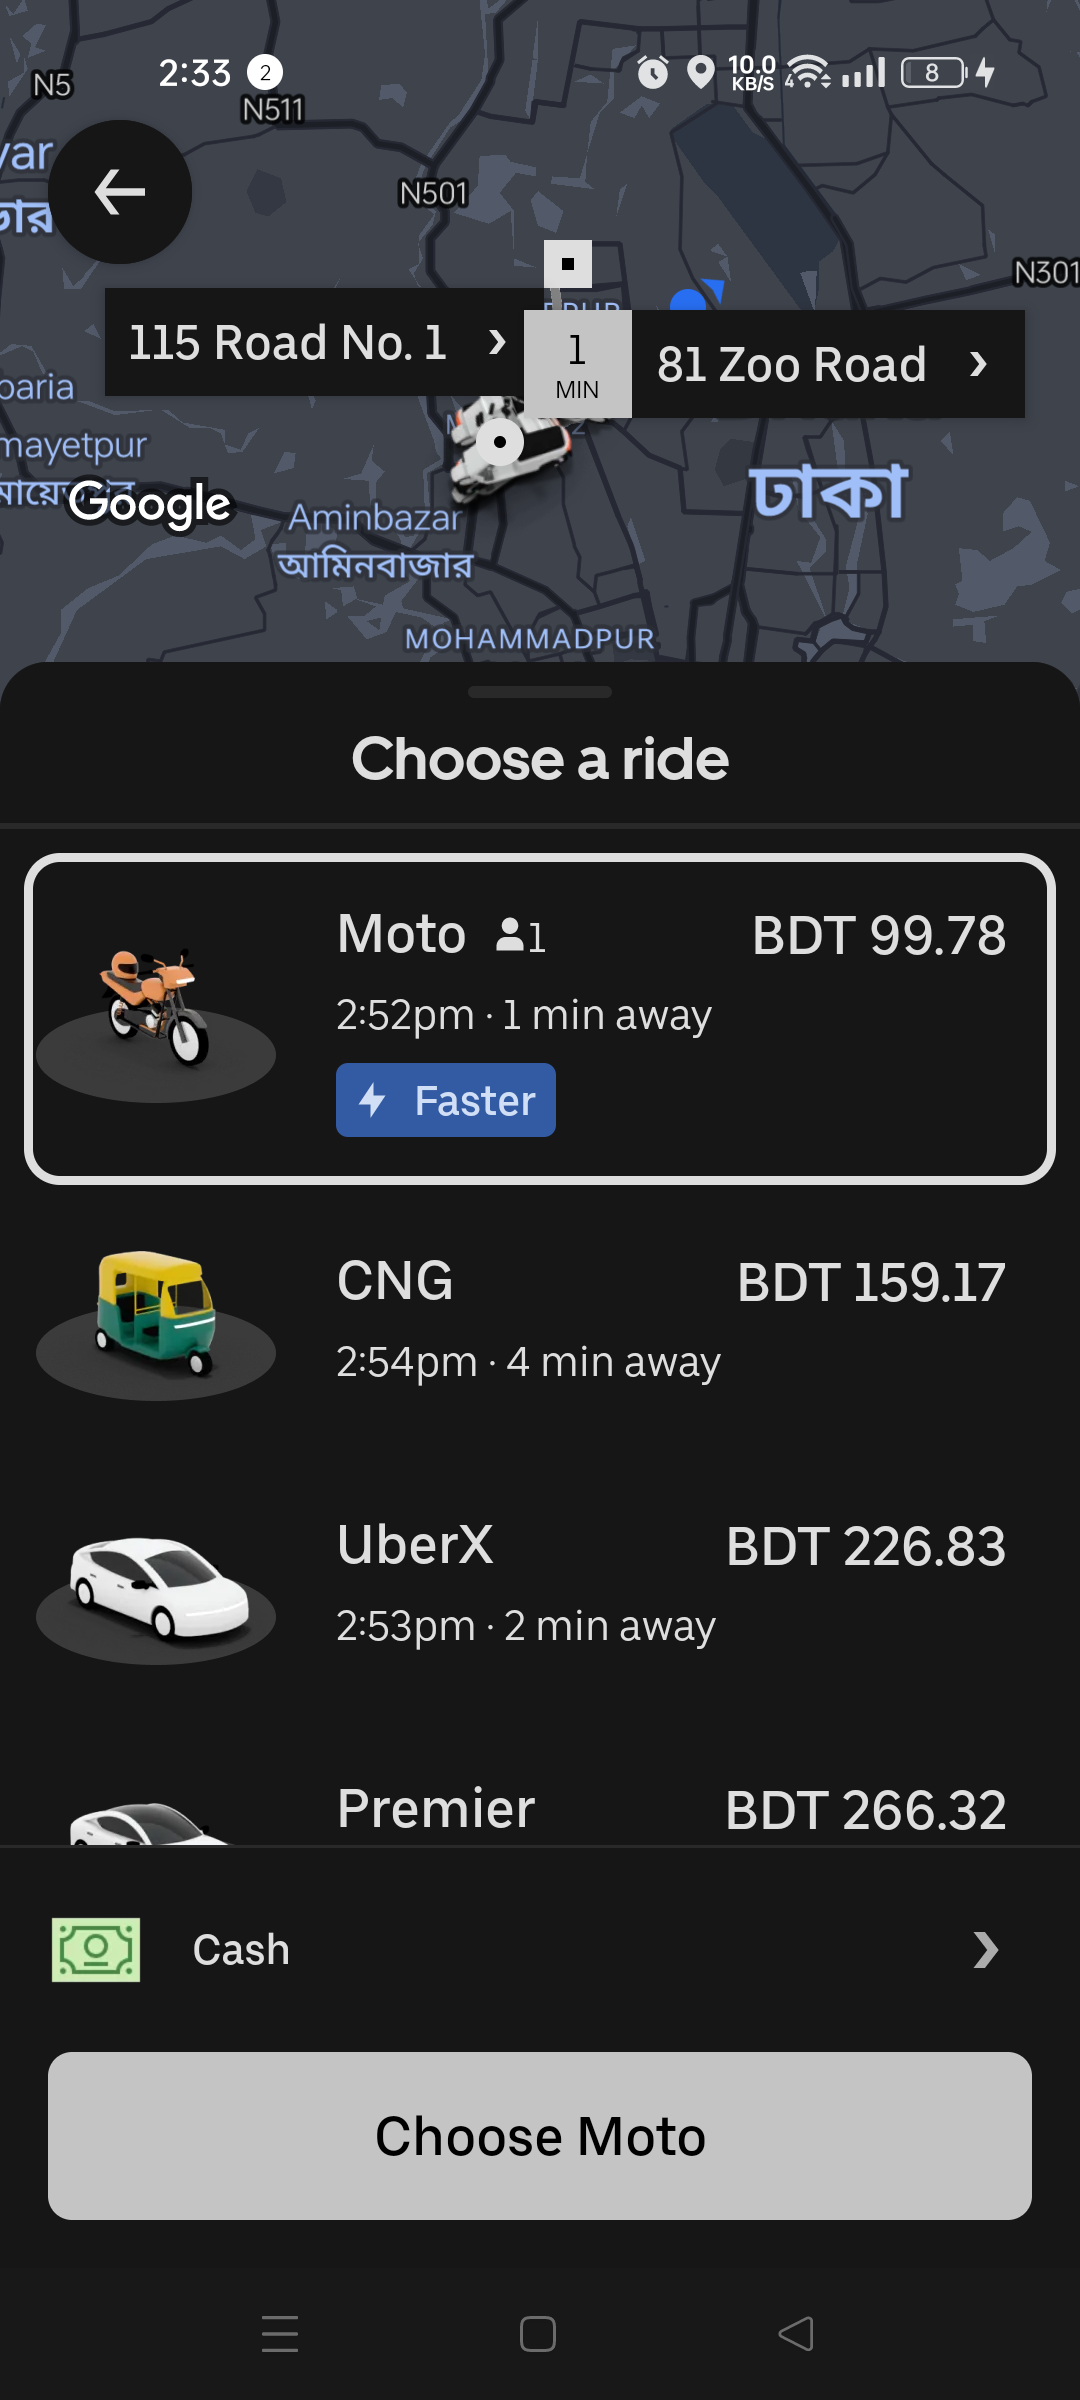 2:33 2
10.0
KB/S
4
8
N5
N511
N501
N301
115 Road No. 1
1
MIN
81 Zoo Road
mayetpur
Google
Aminbazar
আমিনবাজার
ঢাকা
MOHAMMADPUR
Choose a ride
Moto 1 BDT 99.78
2:52pm · 1 min away
Faster
CNG BDT 159.17
2:54pm · 4 min away
UberX BDT 226.83
2:53pm · 2 min away
Premier BDT 266.32
Cash
Choose Moto